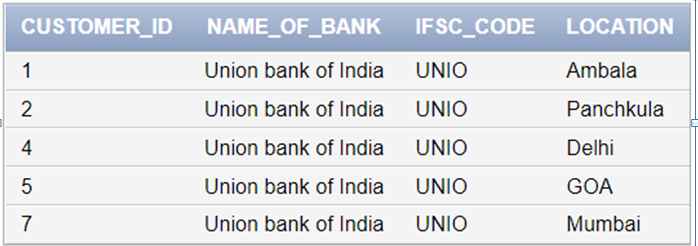 CUSTOMER_ID NAME_OF_BANK IFSC_CODE LOCATION
1 Union bank of India UNIO Ambala
2 Union bank of India UNIO Panchkula
4 Union bank of India UNIO Delhi
5 Union bank of India UNIO GOA
7 Union bank of India UNIO Mumbai